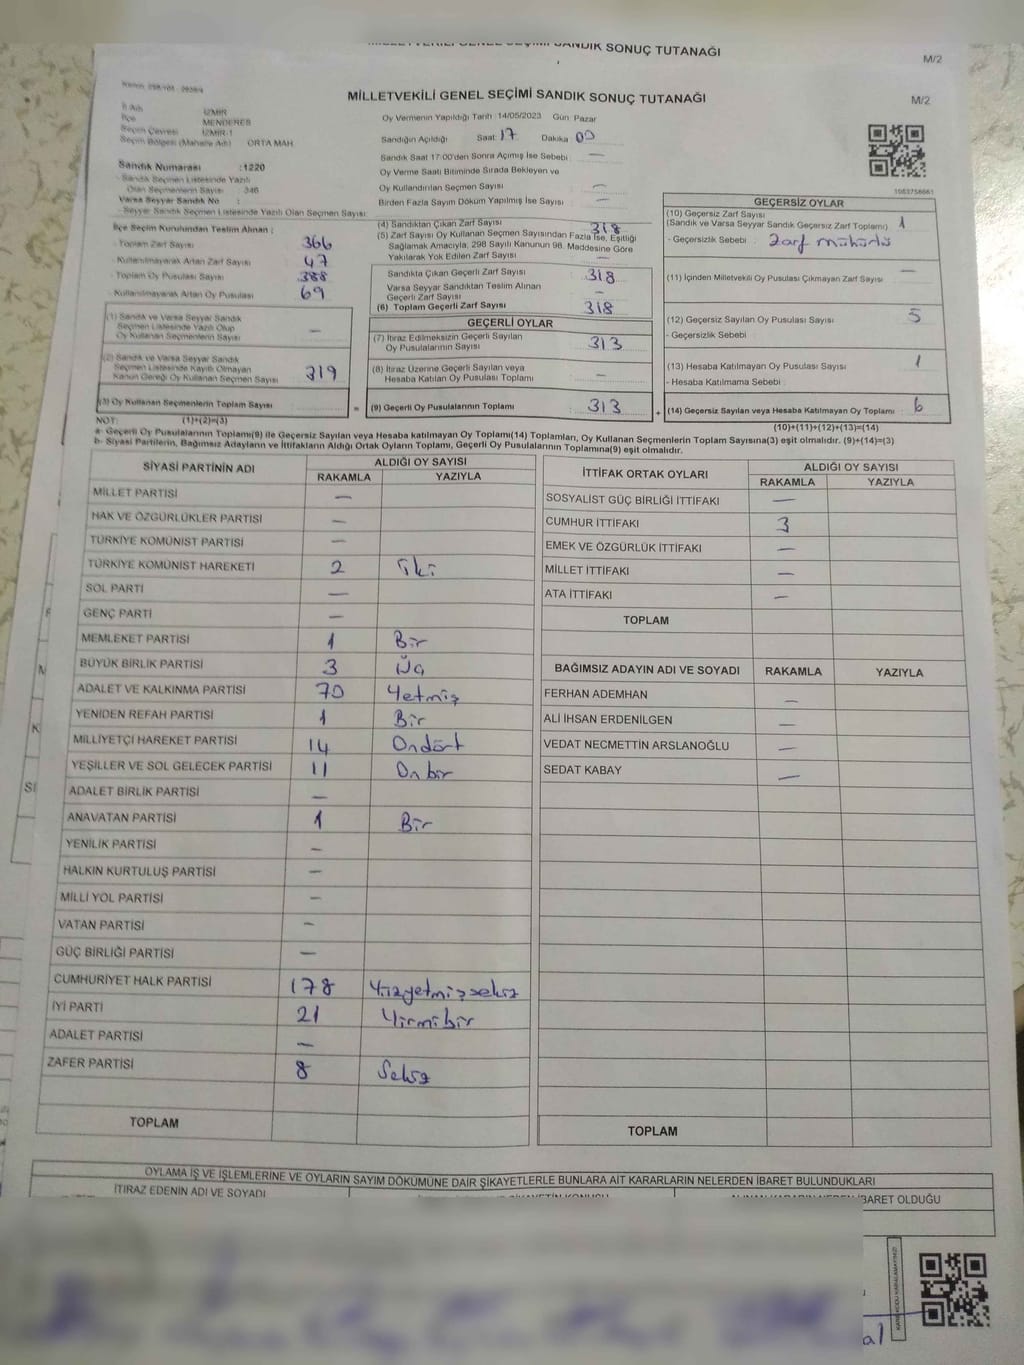 SANDIK SONUÇ TUTANAĞI
M/2
MİLLETVEKİLİ GENEL SEÇİMİ SANDIK SONUÇ TUTANAĞI
M/2
İl Adı İZMİR
İlçe MENDERES
Seçim Çevresi İZMİR-1
Seçim Bölgesi (Mahalle Adı) ORTA MAH.
Oy Vermenin Yapıldığı Tarih 14/05/2023 Gün: Pazar
Sandığın Açıldığı Saat: 17 Dakika 00
Sandık Saat 17:00'den Sonra Açımış İse Sebebi : —
Oy Verme Saati Bitiminde Sırada Bekleyen ve
Oy Kullandırılan Seçmen Sayısı : —
Birden Fazla Sayım Döküm Yapılmış İse Sayısı : —
Sandık Numarası :1220
- Sandık Seçmen Listesinde Yazılı
Olan Seçmenlerin Sayısı : 346
Varsa Seyyar Sandık No :
- Seyyar Sandık Seçmen Listesinde Yazılı Olan Seçmen Sayısı:
İlçe Seçim Kurulundan Teslim Alınan :
- Toplam Zarf Sayısı 366
- Kullanılmayarak Artan Zarf Sayısı 47
- Toplam Oy Pusulası Sayısı 388
- Kullanılmayarak Artan Oy Pusulası 69
(1) Sandık ve Varsa Seyyar Sandık
Seçmen Listesinde Yazılı Olup
Oy Kullanan Seçmenlerin Sayısı : —
(2) Sandık ve Varsa Seyyar Sandık
Seçmen Listesinde Kayıtlı Olmayan
Kanun Gereği Oy Kullanan Seçmen Sayısı 319
(3) Oy Kullanan Seçmenlerin Toplam Sayısı :
(1)+(2)=(3)
(4) Sandıktan Çıkan Zarf Sayısı 318
(5) Zarf Sayısı Oy Kullanan Seçmen Sayısından Fazla İse, Eşitliği
Sağlamak Amacıyla, 298 Sayılı Kanunun 98. Maddesine Göre
Yakılarak Yok Edilen Zarf Sayısı : —
Sandıkta Çıkan Geçerli Zarf Sayısı : 318
Varsa Seyyar Sandıktan Teslim Alınan
Geçerli Zarf Sayısı : —
(6) Toplam Geçerli Zarf Sayısı : 318
GEÇERLİ OYLAR
(7) İtiraz Edilmeksizin Geçerli Sayılan
Oy Pusulalarının Sayısı : 313
(8) İtiraz Üzerine Geçerli Sayılan veya
Hesaba Katılan Oy Pusulası Toplamı : —
= (9) Geçerli Oy Pusulalarının Toplamı : 313
1083758661
GEÇERSİZ OYLAR
(10) Geçersiz Zarf Sayısı
(Sandık ve Varsa Seyyar Sandık Geçersiz Zarf Toplamı) 1
- Geçersizlik Sebebi : Zarf mühürlü
(11) İçinden Milletvekili Oy Pusulası Çıkmayan Zarf Sayısı : —
(12) Geçersiz Sayılan Oy Pusulası Sayısı : 5
- Geçersizlik Sebebi :
(13) Hesaba Katılmayan Oy Pusulası Sayısı : 1
- Hesaba Katılmama Sebebi :
+ (14) Geçersiz Sayılan veya Hesaba Katılmayan Oy Toplamı : 6
(10)+(11)+(12)+(13)=(14)
NOT:
a- Geçerli Oy Pusulalarının Toplamı(9) ile Geçersiz Sayılan veya Hesaba katılmayan Oy Toplamı(14) Toplamları, Oy Kullanan Seçmenlerin Toplam Sayısına(3) eşit olmalıdır. (9)+(14)=(3)
b- Siyasi Partilerin, Bağımsız Adayların ve İttifakların Aldığı Ortak Oyların Toplamı, Geçerli Oy Pusulalarının Toplamına(9) eşit olmalıdır.
SİYASİ PARTİNİN ADI ALDIĞI OY SAYISI
RAKAMLA YAZIYLA
MİLLET PARTİSİ —
HAK VE ÖZGÜRLÜKLER PARTİSİ —
TÜRKİYE KOMÜNİST PARTİSİ —
TÜRKİYE KOMÜNİST HAREKETİ 2 iki
SOL PARTİ —
GENÇ PARTİ —
MEMLEKET PARTİSİ 1 Bir
BÜYÜK BİRLİK PARTİSİ 3 Üç
ADALET VE KALKINMA PARTİSİ 70 Yetmiş
YENİDEN REFAH PARTİSİ 1 Bir
MİLLİYETÇİ HAREKET PARTİSİ 14 Ondört
YEŞİLLER VE SOL GELECEK PARTİSİ 11 Onbir
ADALET BİRLİK PARTİSİ —
ANAVATAN PARTİSİ 1 Bir
YENİLİK PARTİSİ —
HALKIN KURTULUŞ PARTİSİ —
MİLLİ YOL PARTİSİ —
VATAN PARTİSİ —
GÜÇ BİRLİĞİ PARTİSİ —
CUMHURİYET HALK PARTİSİ 178 Yüzyetmişsekiz
İYİ PARTİ 21 Yirmibir
ADALET PARTİSİ —
ZAFER PARTİSİ 8 Sekiz
TOPLAM
İTTİFAK ORTAK OYLARI ALDIĞI OY SAYISI
RAKAMLA YAZIYLA
SOSYALİST GÜÇ BİRLİĞİ İTTİFAKI —
CUMHUR İTTİFAKI 3
EMEK VE ÖZGÜRLÜK İTTİFAKI —
MİLLET İTTİFAKI —
ATA İTTİFAKI —
TOPLAM
BAĞIMSIZ ADAYIN ADI VE SOYADI RAKAMLA YAZIYLA
FERHAN ADEMHAN —
ALİ İHSAN ERDENİLGEN —
VEDAT NECMETTİN ARSLANOĞLU —
SEDAT KABAY —
TOPLAM
OYLAMA İŞ VE İŞLEMLERİNE VE OYLARIN SAYIM DÖKÜMÜNE DAİR ŞİKAYETLERLE BUNLARA AİT KARARLARIN NELERDEN İBARET BULUNDUKLARI
İTİRAZ EDENİN ADI VE SOYADI
İBARET OLDUĞU